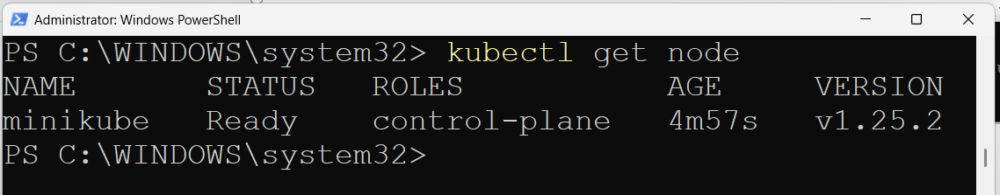 Administrator: Windows PowerShell
PS C:\WINDOWS\system32> kubectl get node
NAME       STATUS   ROLES           AGE     VERSION
minikube   Ready    control-plane   4m57s   v1.25.2
PS C:\WINDOWS\system32>